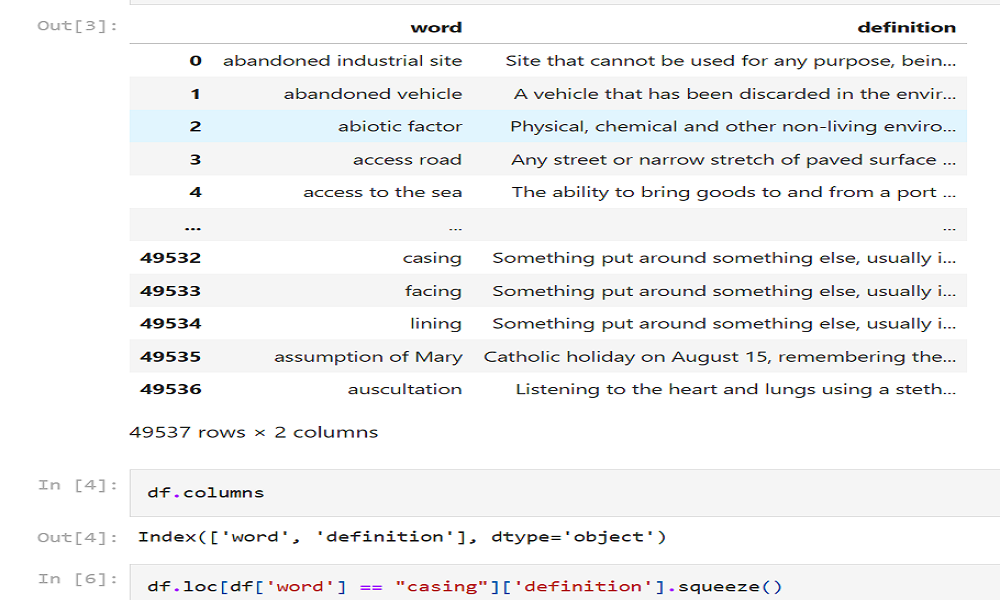 Out[3]:
word definition
0 abandoned industrial site Site that cannot be used for any purpose, bein...
1 abandoned vehicle A vehicle that has been discarded in the envir...
2 abiotic factor Physical, chemical and other non-living enviro...
3 access road Any street or narrow stretch of paved surface ...
4 access to the sea The ability to bring goods to and from a port ...
... ... ...
49532 casing Something put around something else, usually i...
49533 facing Something put around something else, usually i...
49534 lining Something put around something else, usually i...
49535 assumption of Mary Catholic holiday on August 15, remembering the...
49536 auscultation Listening to the heart and lungs using a steth...
49537 rows × 2 columns
In [4]: df.columns
Out[4]: Index(['word', 'definition'], dtype='object')
In [6]: df.loc[df['word'] == "casing"]['definition'].squeeze()